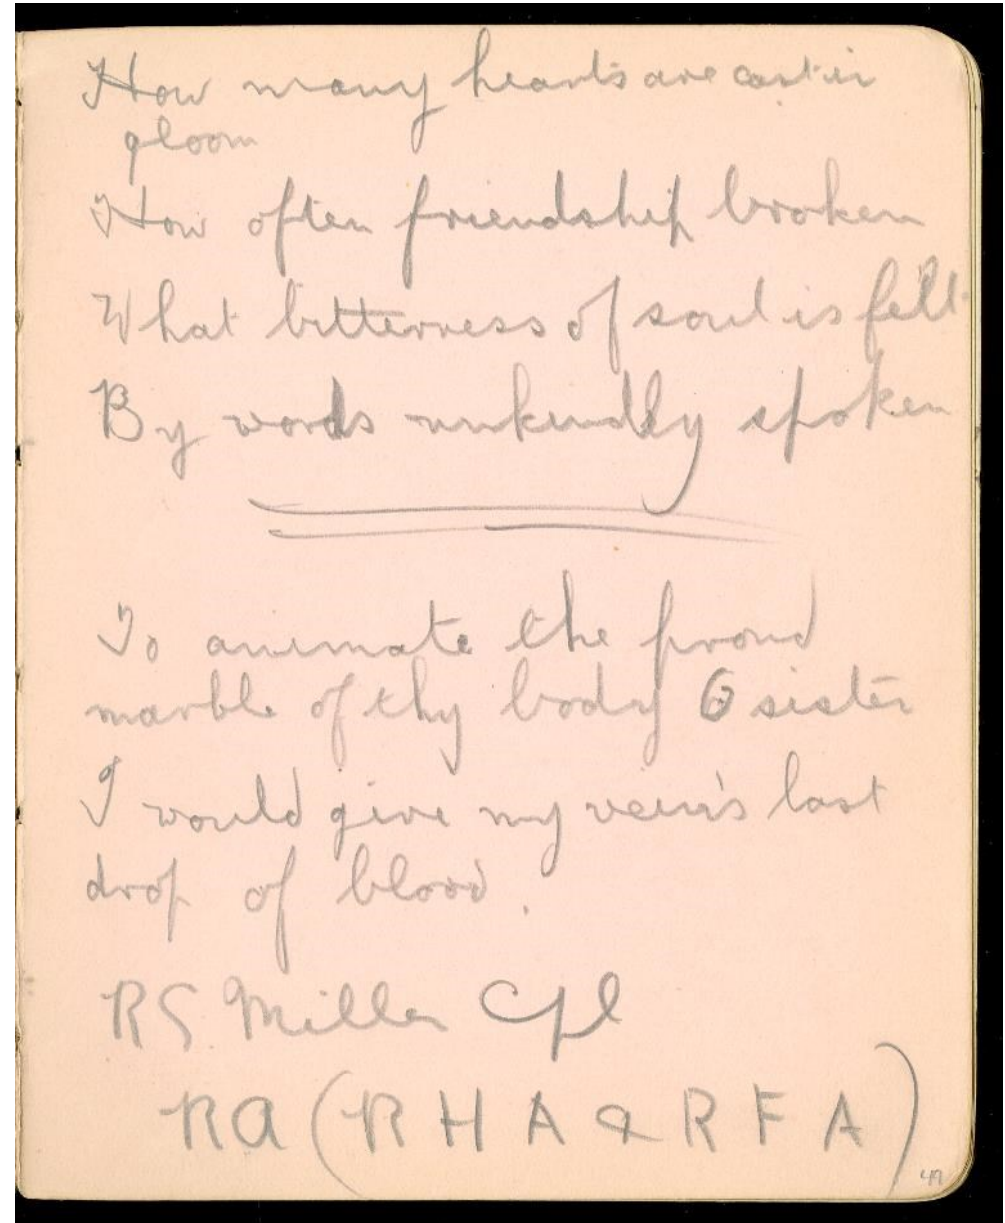 How many hearts are cast in
gloom
How often friendship broken
What bitterness of soul is felt
By words unkindly spoken
To animate the proud
marble of thy body O sister
I would give my vein's last
drop of blood.
RS Miller Cpl
RA (R H A & R F A)
49